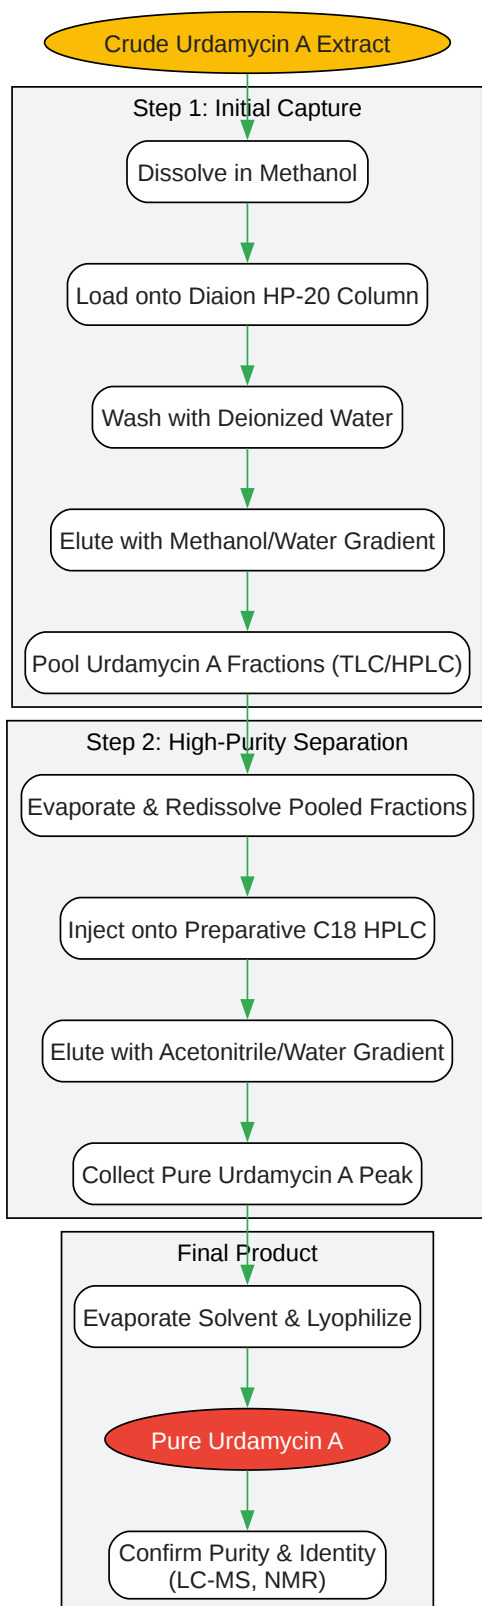 Crude Urdamycin A Extract
Step 1: Initial Capture
Dissolve in Methanol
Load onto Diaion HP-20 Column
Wash with Deionized Water
Elute with Methanol/Water Gradient
Pool Urdamycin A Fractions (TLC/HPLC)
Step 2: High-Purity Separation
Evaporate & Redissolve Pooled Fractions
Inject onto Preparative C18 HPLC
Elute with Acetonitrile/Water Gradient
Collect Pure Urdamycin A Peak
Final Product
Evaporate Solvent & Lyophilize
Pure Urdamycin A
Confirm Purity & Identity
(LC-MS, NMR)